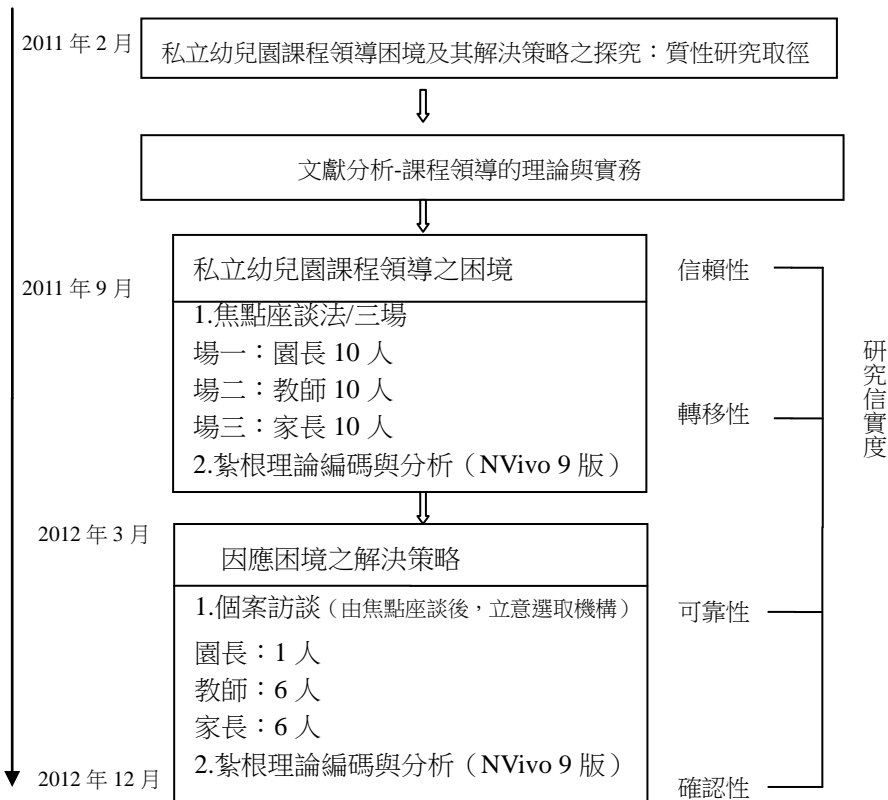 2011 年 2 月
私立幼兒園課程領導困境及其解決策略之探究：質性研究取徑
文獻分析-課程領導的理論與實務
2011 年 9 月
私立幼兒園課程領導之困境
1.焦點座談法/三場
場一：園長 10 人
場二：教師 10 人
場三：家長 10 人
2.紮根理論編碼與分析（NVivo 9 版）
2012 年 3 月
因應困境之解決策略
1.個案訪談（由焦點座談後，立意選取機構）
園長：1 人
教師：6 人
家長：6 人
2.紮根理論編碼與分析（NVivo 9 版）
2012 年 12 月
信賴性
轉移性
可靠性
確認性
研究信實度